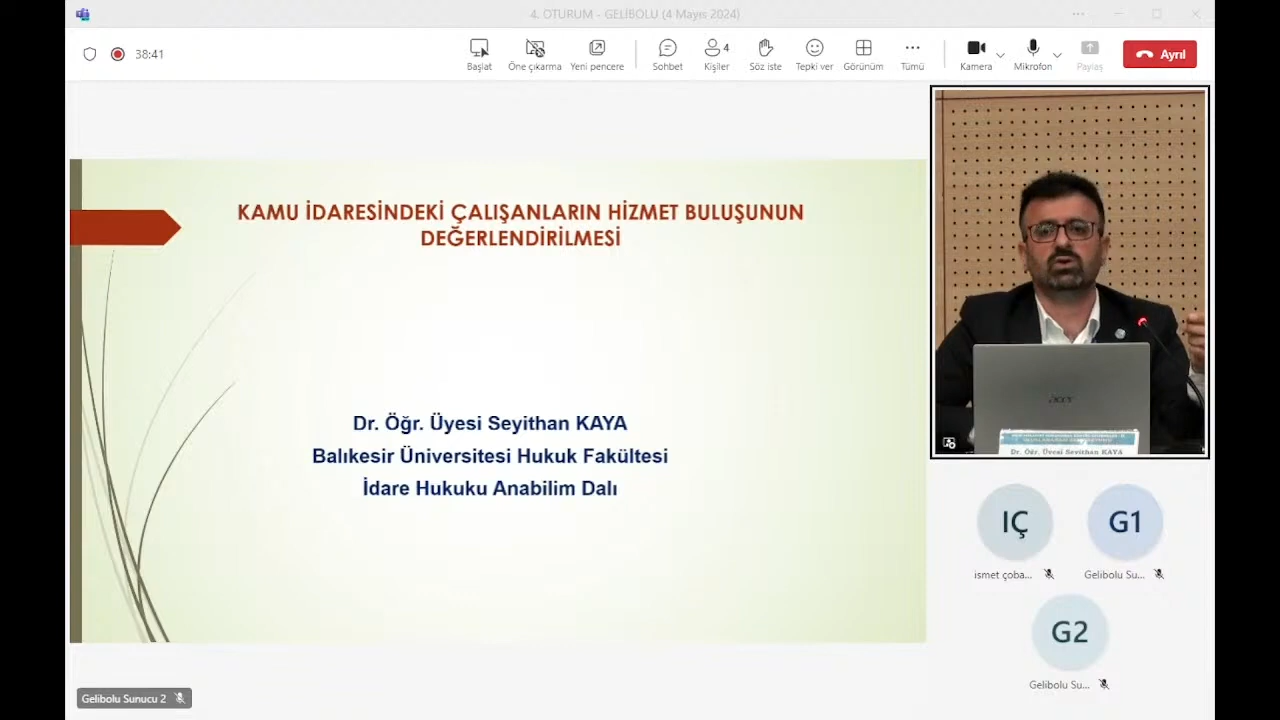 4. OTURUM - GELİBOLU (4 Mayıs 2024)
38:41
Başlat
Öne çıkarma
Yeni pencere
Sohbet
4
Kişiler
Söz iste
Tepki ver
Görünüm
Tümü
Kamera
Mikrofon
Paylaş
Ayrıl
KAMU İDARESİNDEKİ ÇALIŞANLARIN HİZMET BULUŞUNUN
DEĞERLENDİRİLMESİ
Dr. Öğr. Üyesi Seyithan KAYA
Balıkesir Üniversitesi Hukuk Fakültesi
İdare Hukuku Anabilim Dalı
acer
Dr. Öğr. Üyesi Seyithan KAYA
IÇ
ismet çoba...
G1
Gelibolu Su...
G2
Gelibolu Su...
Gelibolu Sunucu 2